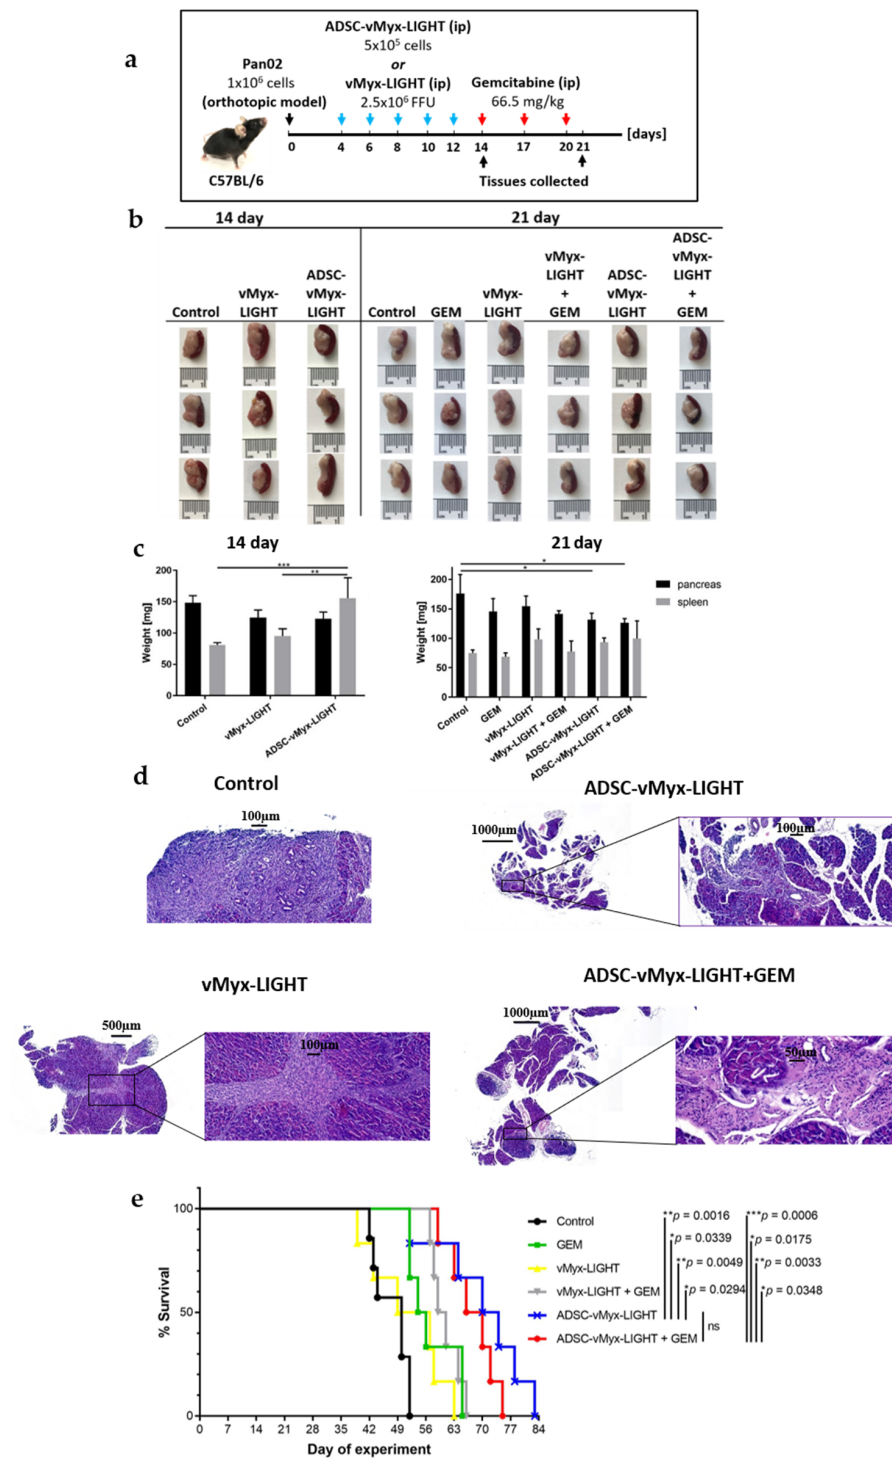 a
ADSC-vMyx-LIGHT (ip)
5x10⁵ cells
or
vMyx-LIGHT (ip)
2.5x10⁶ FFU
Pan02
1x10⁶ cells
(orthotopic model)
Gemcitabine (ip)
66.5 mg/kg
0 4 6 8 10 12 14 17 20 21 [days]
C57BL/6
Tissues collected
b
14 day 21 day
Control
vMyx-
LIGHT
ADSC-
vMyx-
LIGHT
Control
GEM
vMyx-
LIGHT
vMyx-
LIGHT
+
GEM
ADSC-
vMyx-
LIGHT
ADSC-
vMyx-
LIGHT
+
GEM
c
14 day
***
**
200
150
100
50
0
Weight [mg]
Control
vMyx-LIGHT
ADSC-vMyx-LIGHT
21 day
*
*
200
150
100
50
0
Weight [mg]
Control
GEM
vMyx-LIGHT
vMyx-LIGHT + GEM
ADSC-vMyx-LIGHT
ADSC-vMyx-LIGHT + GEM
pancreas
spleen
d
Control
100µm
ADSC-vMyx-LIGHT
1000µm
100µm
vMyx-LIGHT
500µm
100µm
ADSC-vMyx-LIGHT+GEM
1000µm
50µm
e
100
50
0
% Survival
0 7 14 21 28 35 42 49 56 63 70 77 84
Day of experiment
Control
GEM
vMyx-LIGHT
vMyx-LIGHT + GEM
ADSC-vMyx-LIGHT
ADSC-vMyx-LIGHT + GEM
**p = 0.0016
*p = 0.0339
**p = 0.0049
*p = 0.0294
ns
***p = 0.0006
*p = 0.0175
**p = 0.0033
*p = 0.0348